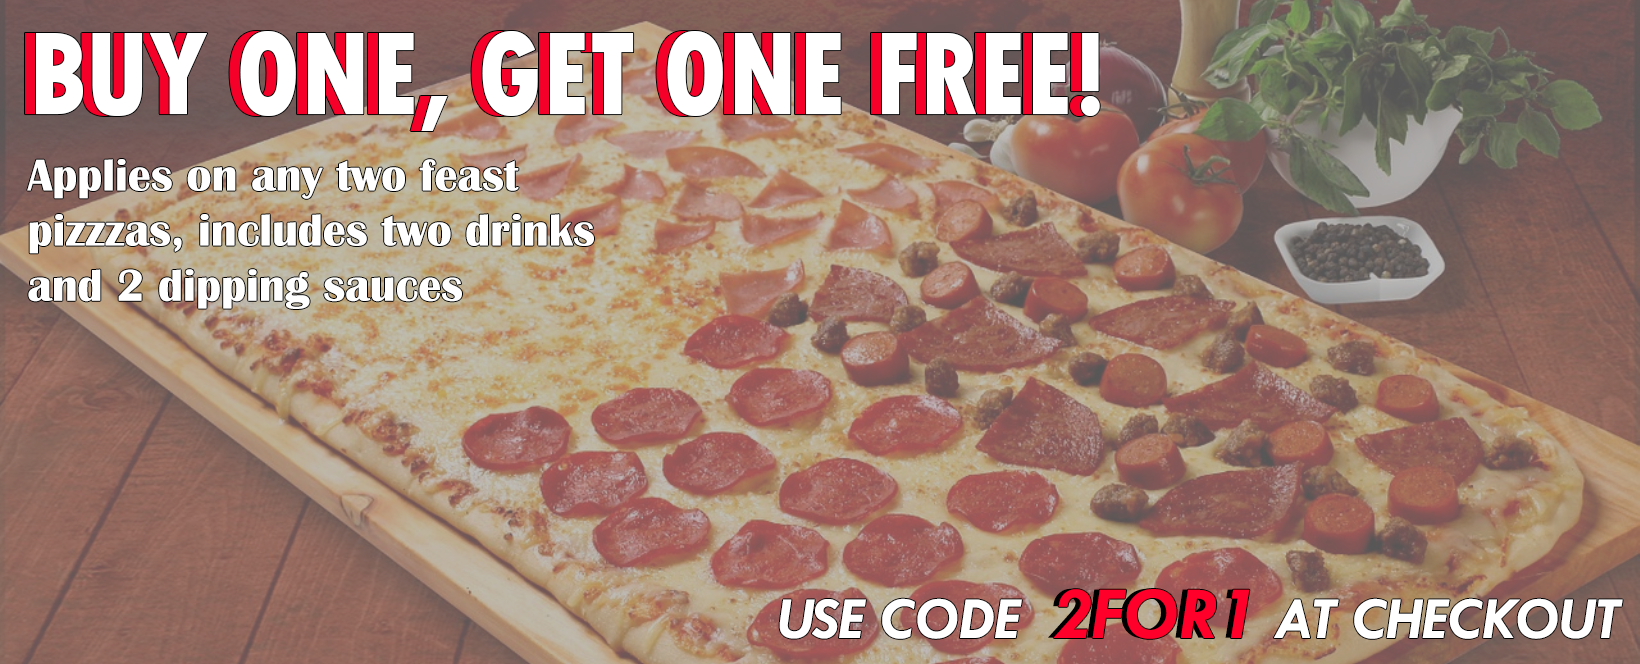 BUY ONE, GET ONE FREE!
Applies on any two feast
pizzzas, includes two drinks
and 2 dipping sauces
USE CODE 2FOR1 AT CHECKOUT